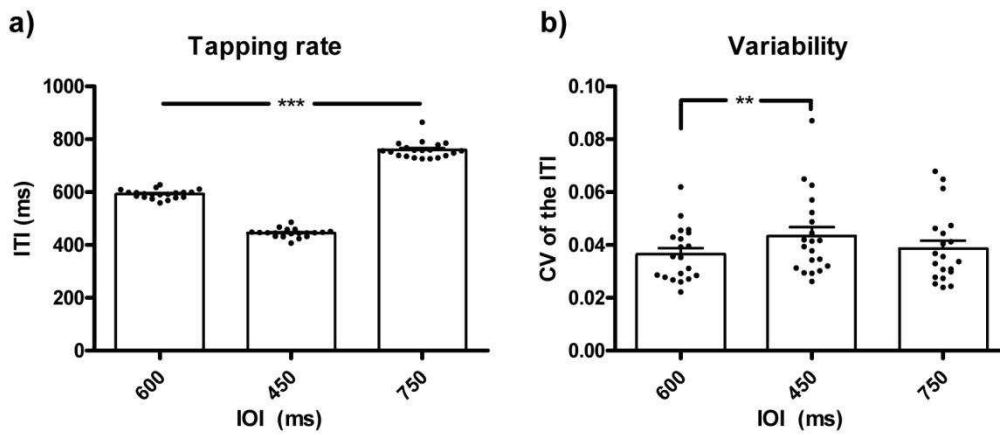 a)
Tapping rate
1000
800
600
400
200
0
ITI (ms)
***
600
450
750
IOI (ms)
b)
Variability
0.10
0.08
0.06
0.04
0.02
0.00
CV of the ITI
**
600
450
750
IOI (ms)